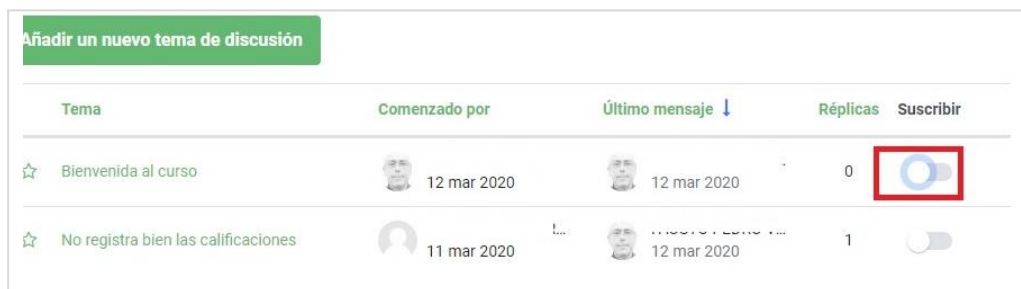 Añadir un nuevo tema de discusión
Tema Comenzado por Último mensaje Réplicas Suscribir
Bienvenida al curso 12 mar 2020 12 mar 2020 0
No registra bien las calificaciones 11 mar 2020 12 mar 2020 1